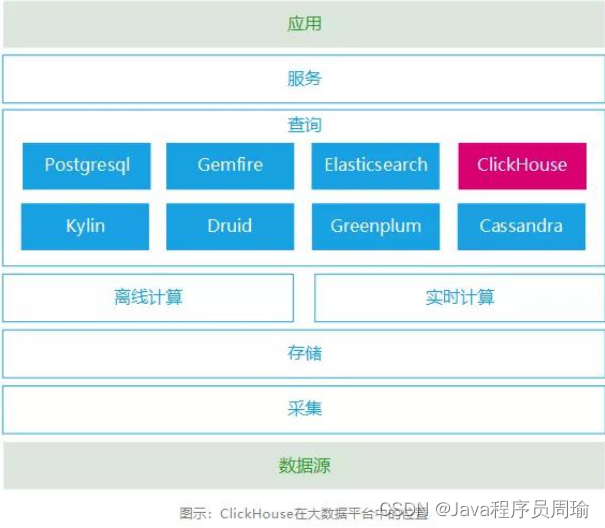 应用
服务
查询
Postgresql Gemfire Elasticsearch ClickHouse
Kylin Druid Greenplum Cassandra
离线计算 实时计算
存储
采集
数据源
图示：ClickHouse在大数据平台中的位置
CSDN @Java程序员周瑜